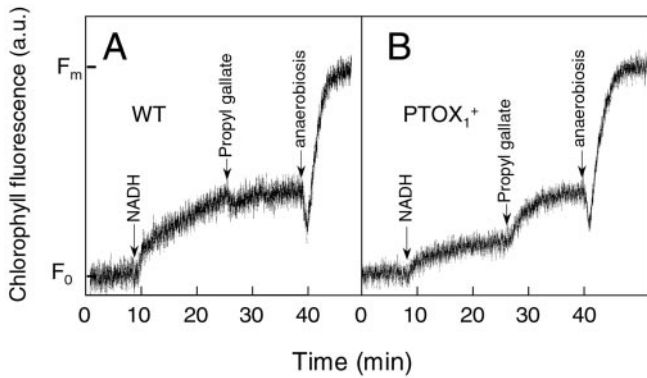 Chlorophyll fluorescence (a.u.)
Fm
F0
A
WT
NADH
Propyl gallate
anaerobiosis
B
PTOX1+
NADH
Propyl gallate
anaerobiosis
0 10 20 30 40 0 10 20 30 40
Time (min)